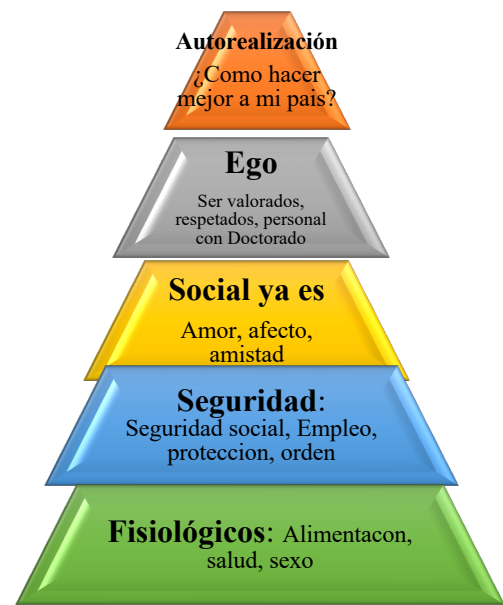 Autorealización
¿Como hacer
mejor a mi pais?
Ego
Ser valorados,
respetados, personal
con Doctorado
Social ya es
Amor, afecto,
amistad
Seguridad:
Seguridad social, Empleo,
proteccion, orden
Fisiológicos: Alimentacon,
salud, sexo